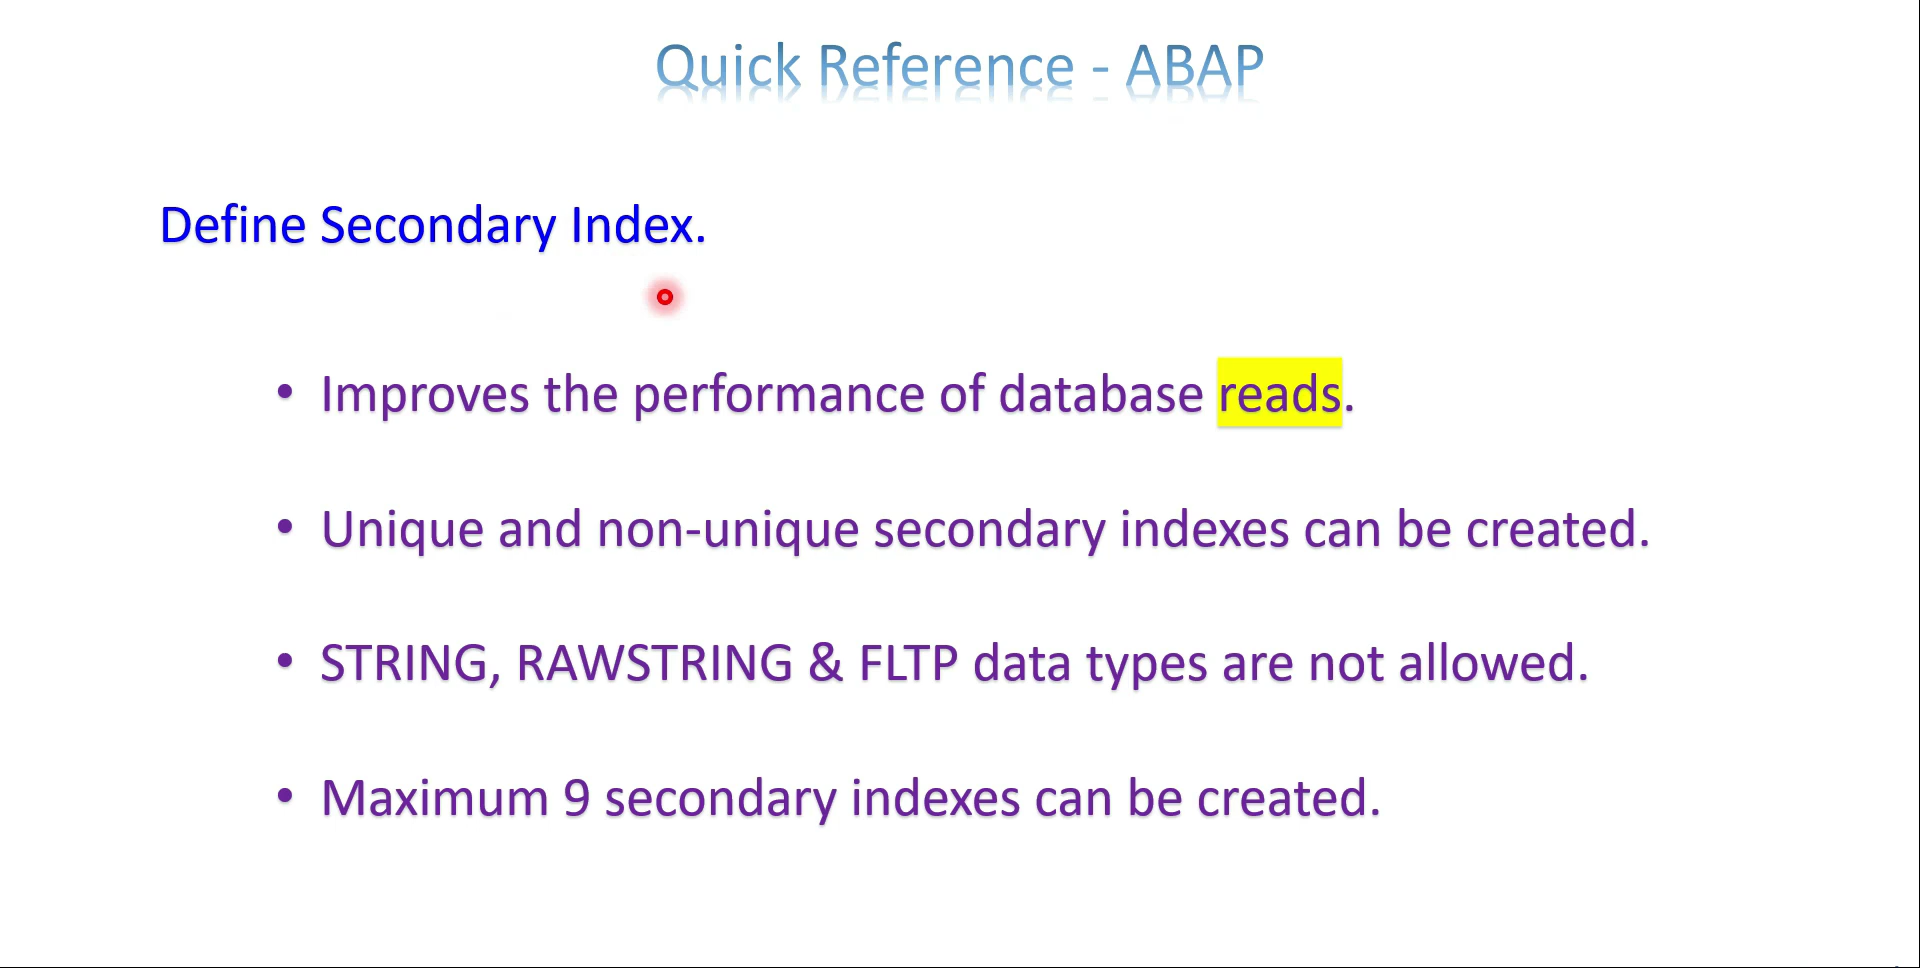 Quick Reference - ABAP
Define Secondary Index.
• Improves the performance of database reads.
• Unique and non-unique secondary indexes can be created.
• STRING, RAWSTRING & FLTP data types are not allowed.
• Maximum 9 secondary indexes can be created.